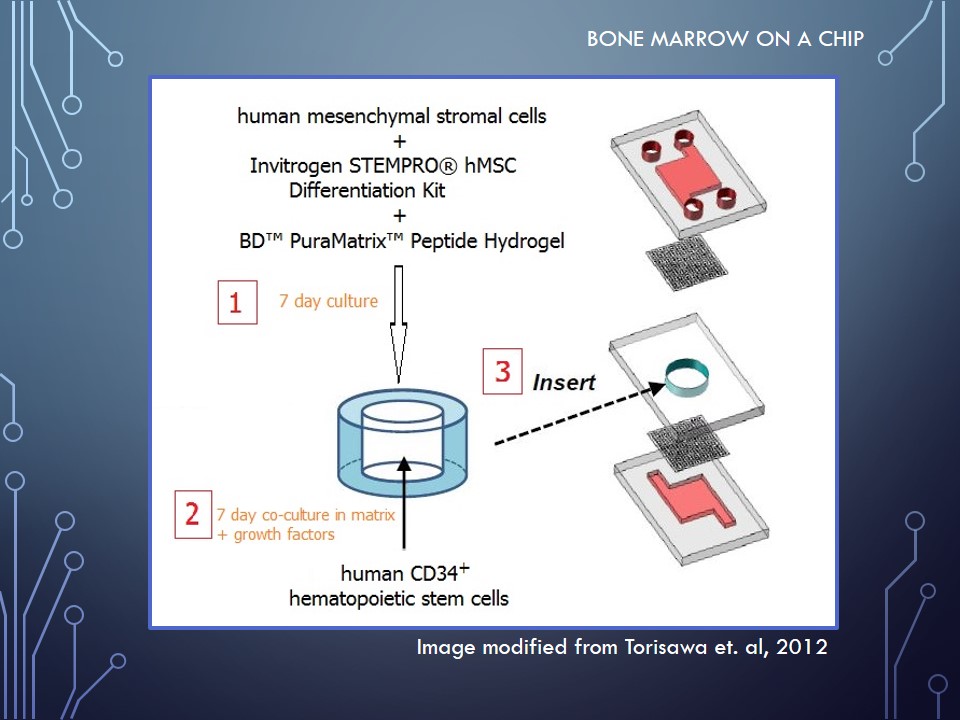 BONE MARROW ON A CHIP
human mesenchymal stromal cells
+
Invitrogen STEMPRO® hMSC
Differentiation Kit
+
BD™ PuraMatrix™ Peptide Hydrogel
1
7 day culture
3
Insert
2
7 day co-culture in matrix
+ growth factors
human CD34+
hematopoietic stem cells
Image modified from Torisawa et. al, 2012